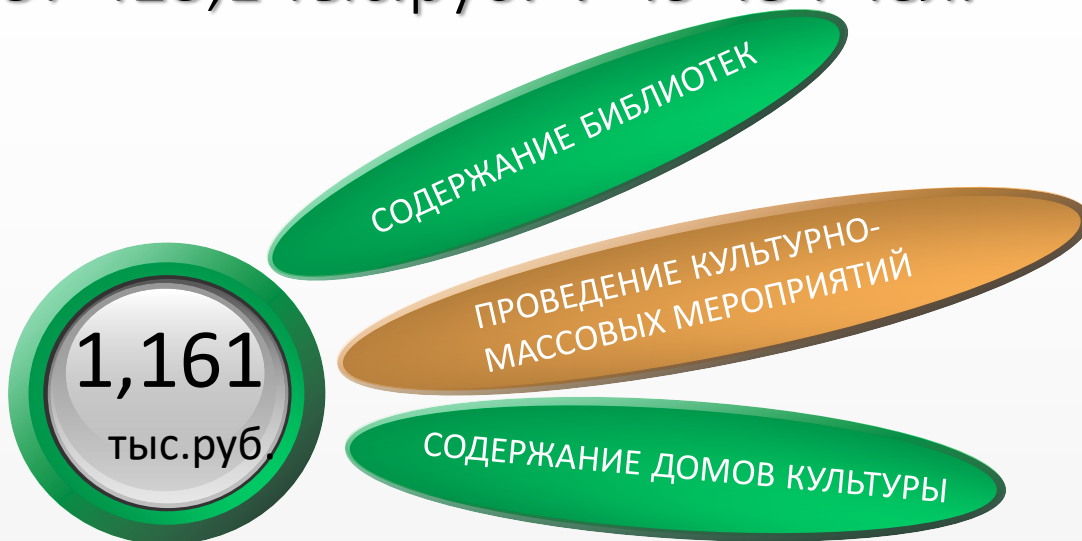 СОДЕРЖАНИЕ БИБЛИОТЕК
ПРОВЕДЕНИЕ КУЛЬТУРНО-
МАССОВЫХ МЕРОПРИЯТИЙ
1,161
тыс.руб.
СОДЕРЖАНИЕ ДОМОВ КУЛЬТУРЫ